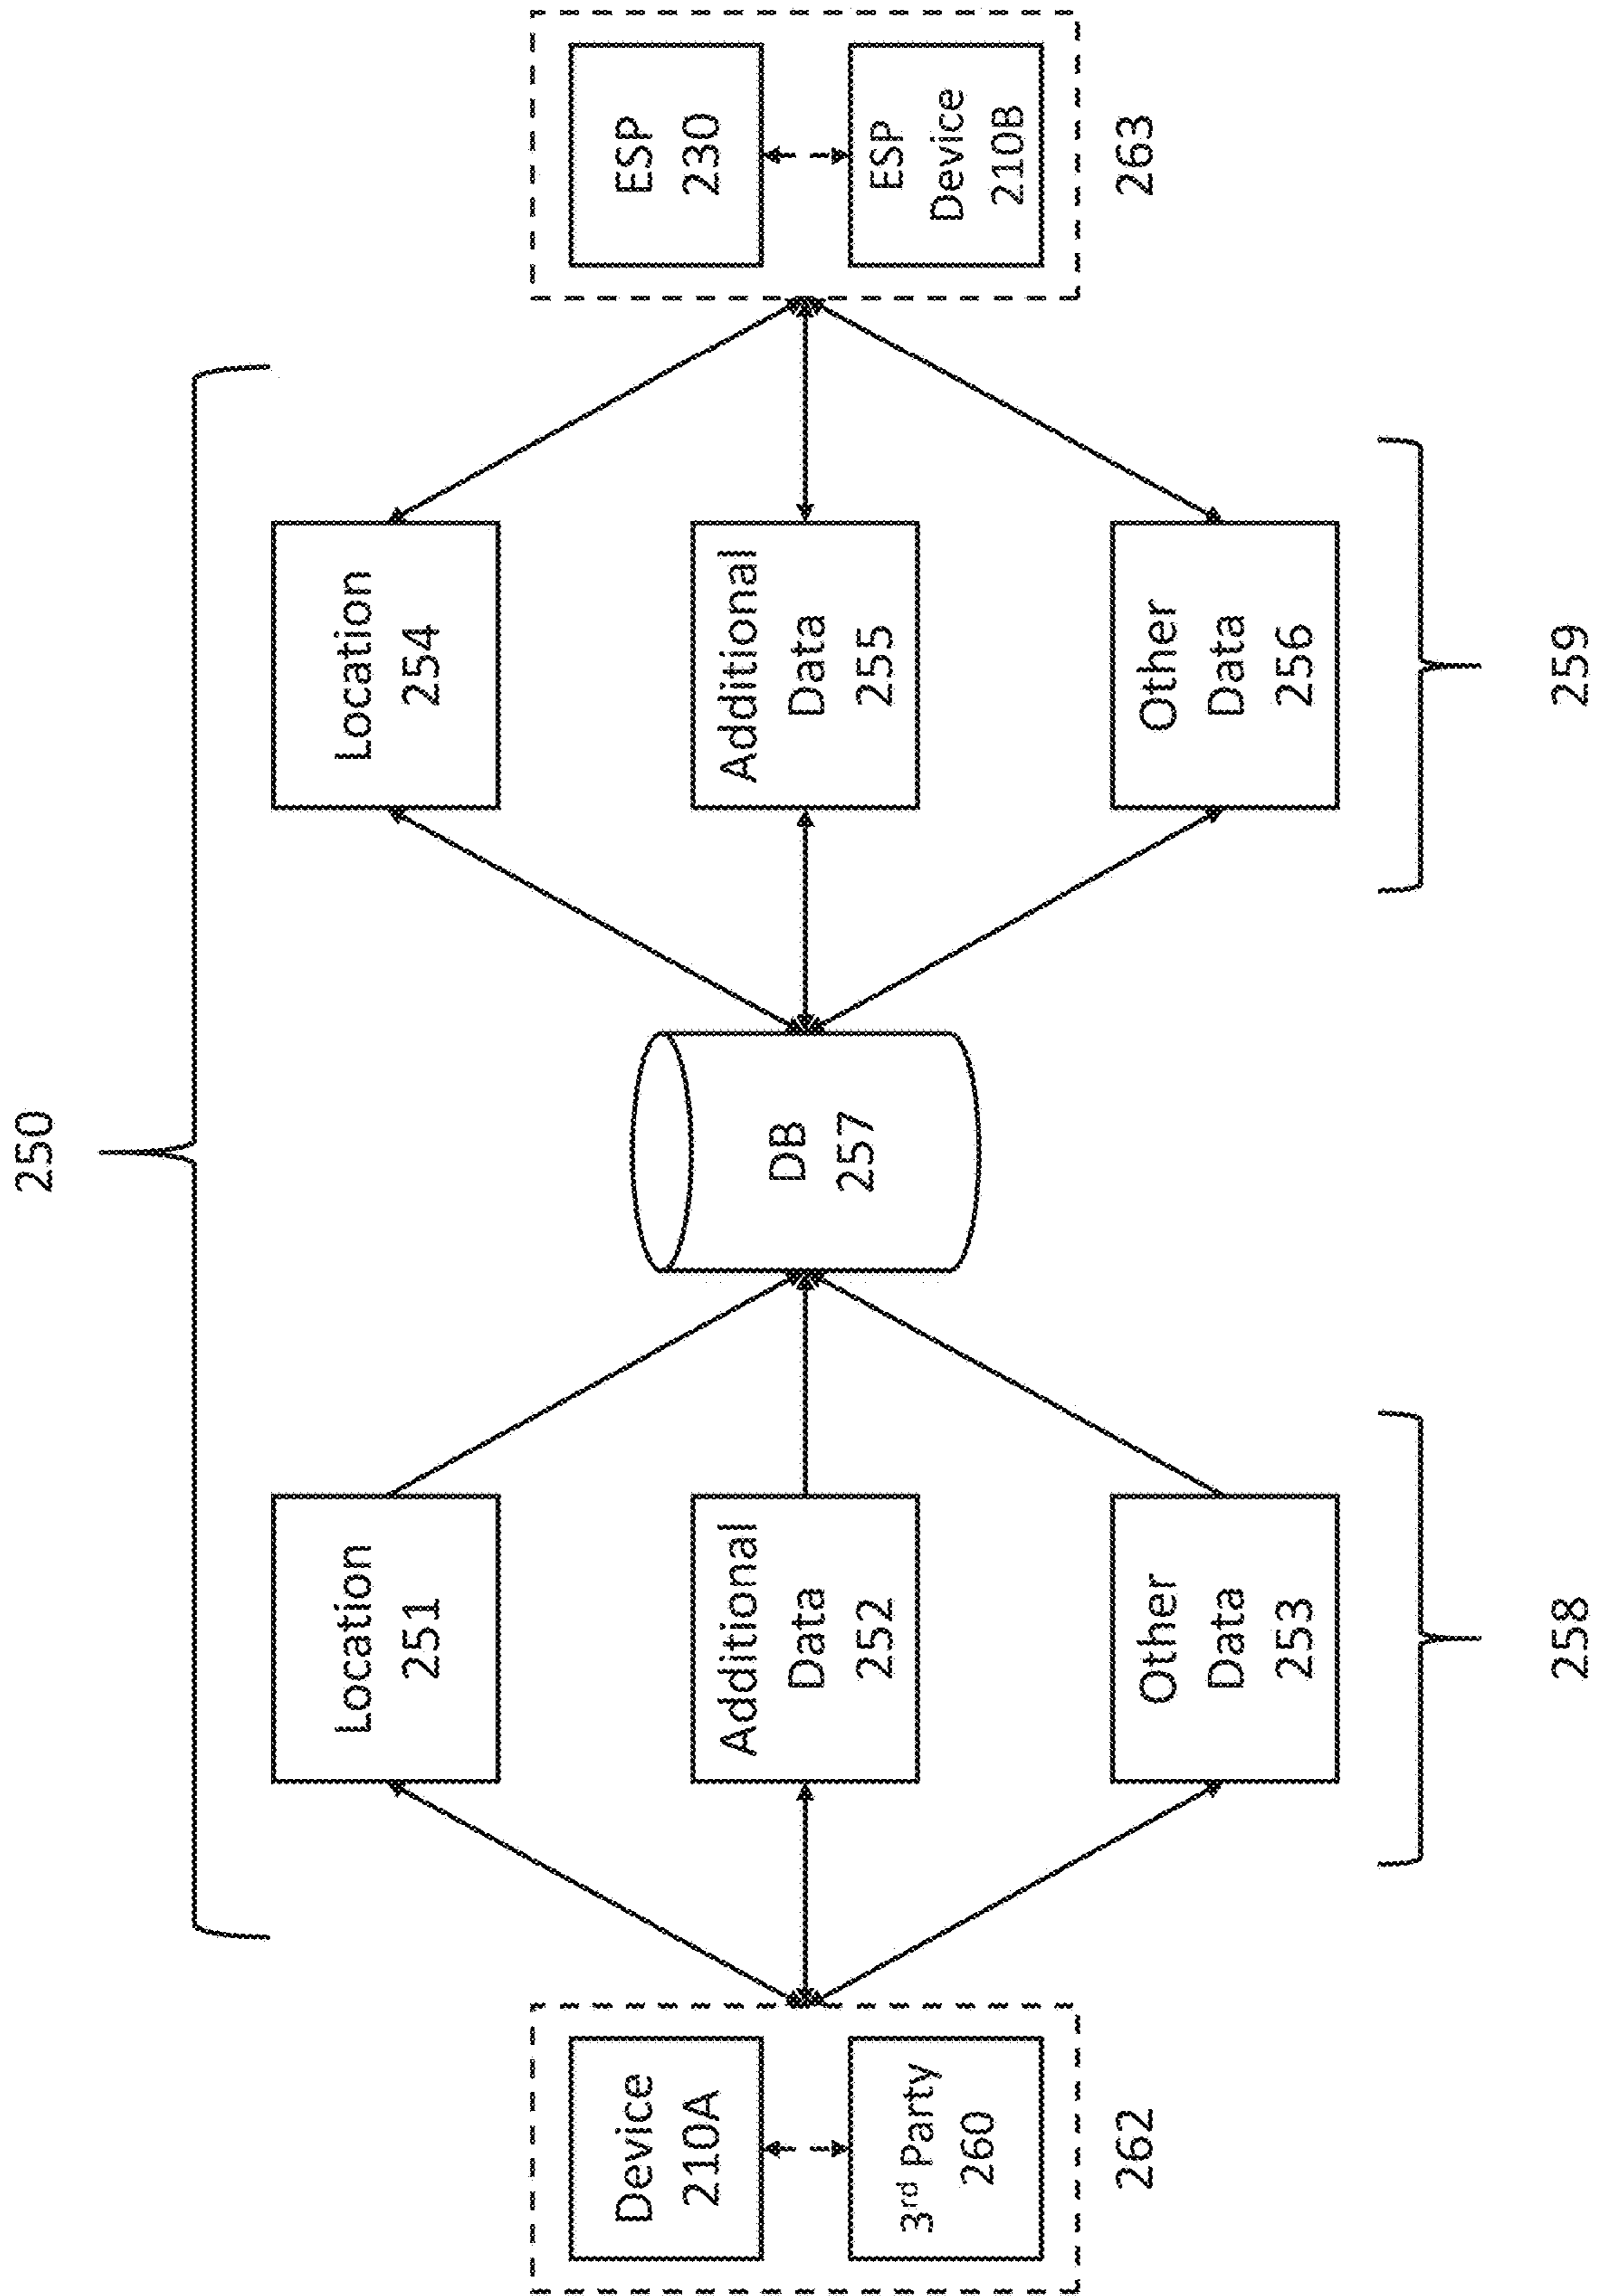 250
Location
251
Location
254
Device
210A
3rd Party
260
262
Additional
Data
252
DB
257
Additional
Data
255
ESP
230
ESP
Device
210B
263
Other
Data
253
Other
Data
256
258
259